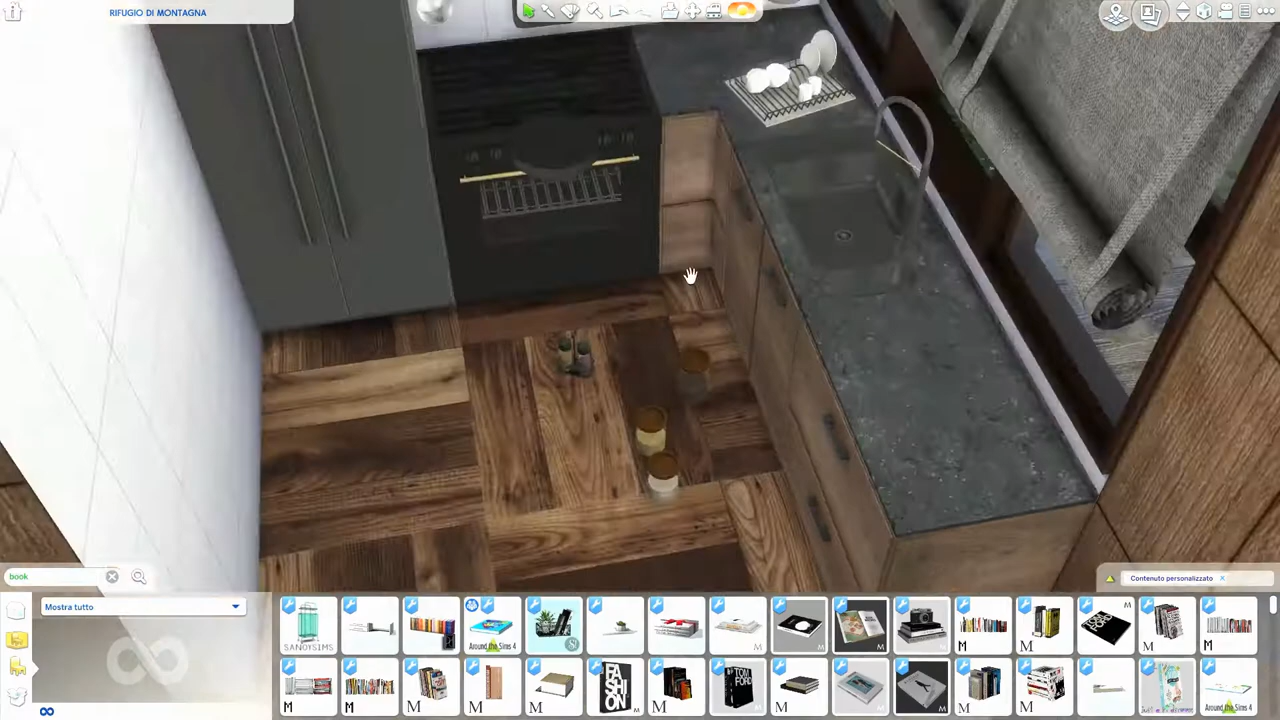 RIFUGIO DI MONTAGNA
book
Contenuto personalizzato
Mostra tutto
SANOYSIMS
Around the Sims 4
M
M
M
M
M
M
M
M
M
M
M
M
M
M
FASHION
M
M
TOM FORD
M
M
M
M
M
M
Around the Sims 4